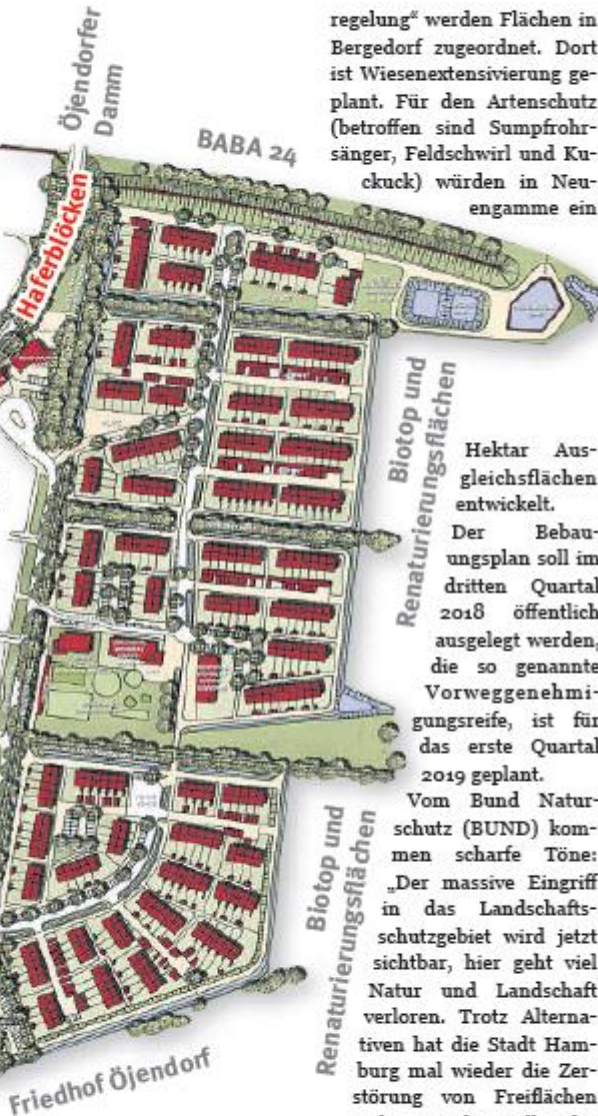 regelung“ werden Flächen in
Bergedorf zugeordnet. Dort
ist Wiesenextensivierung ge-
plant. Für den Artenschutz
(betroffen sind Sumpfrohr-
sänger, Feldschwirl und Ku-
ckuck) würden in Neu-
engamme ein
Hektar Aus-
gleichsflächen
entwickelt.
Der Bebau-
ungsplan soll im
dritten Quartal
2018 öffentlich
ausgelegt werden,
die so genannte
Vorweggenehmi-
gungsreife, ist für
das erste Quartal
2019 geplant.
Vom Bund Natur-
schutz (BUND) kom-
men scharfe Töne:
„Der massive Eingriff
in das Landschafts-
schutzgebiet wird jetzt
sichtbar, hier geht viel
Natur und Landschaft
verloren. Trotz Alterna-
tiven hat die Stadt Ham-
burg mal wieder die Zer-
störung von Freiflächen
Öjendorfer
Damm
BABA 24
Haferblöcken
Biotop und
Renaturierungsflächen
Biotop und
Renaturierungsflächen
Friedhof Öjendorf